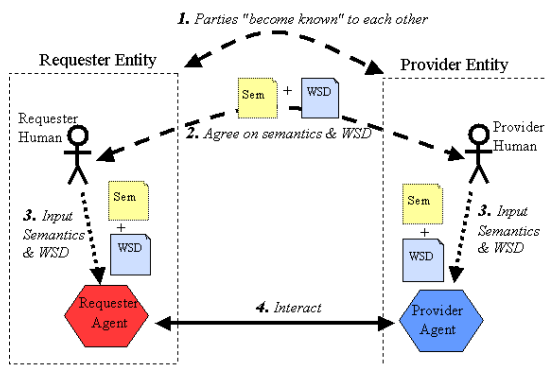 1. Parties "become known" to each other
Requester Entity
Provider Entity
Sem
+
WSD
2. Agree on semantics & WSD
Requester
Human
Provider
Human
3. Input
Semantics
& WSD
Sem
+
WSD
Sem
+
WSD
3. Input
Semantics
& WSD
Requester
Agent
4. Interact
Provider
Agent